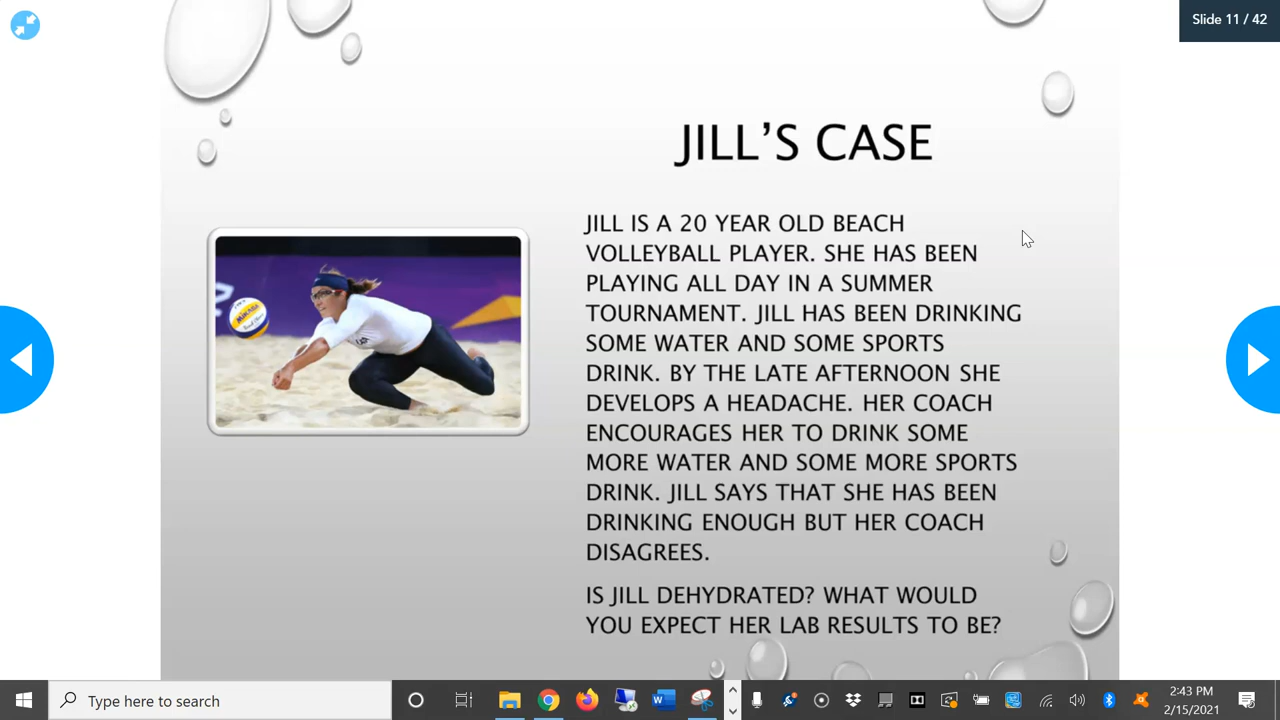 Slide 11 / 42
JILL'S CASE
JILL IS A 20 YEAR OLD BEACH
VOLLEYBALL PLAYER. SHE HAS BEEN
PLAYING ALL DAY IN A SUMMER
TOURNAMENT. JILL HAS BEEN DRINKING
SOME WATER AND SOME SPORTS
DRINK. BY THE LATE AFTERNOON SHE
DEVELOPS A HEADACHE. HER COACH
ENCOURAGES HER TO DRINK SOME
MORE WATER AND SOME MORE SPORTS
DRINK. JILL SAYS THAT SHE HAS BEEN
DRINKING ENOUGH BUT HER COACH
DISAGREES.
IS JILL DEHYDRATED? WHAT WOULD
YOU EXPECT HER LAB RESULTS TO BE?
MIKASA
Type here to search
2:43 PM
2/15/2021